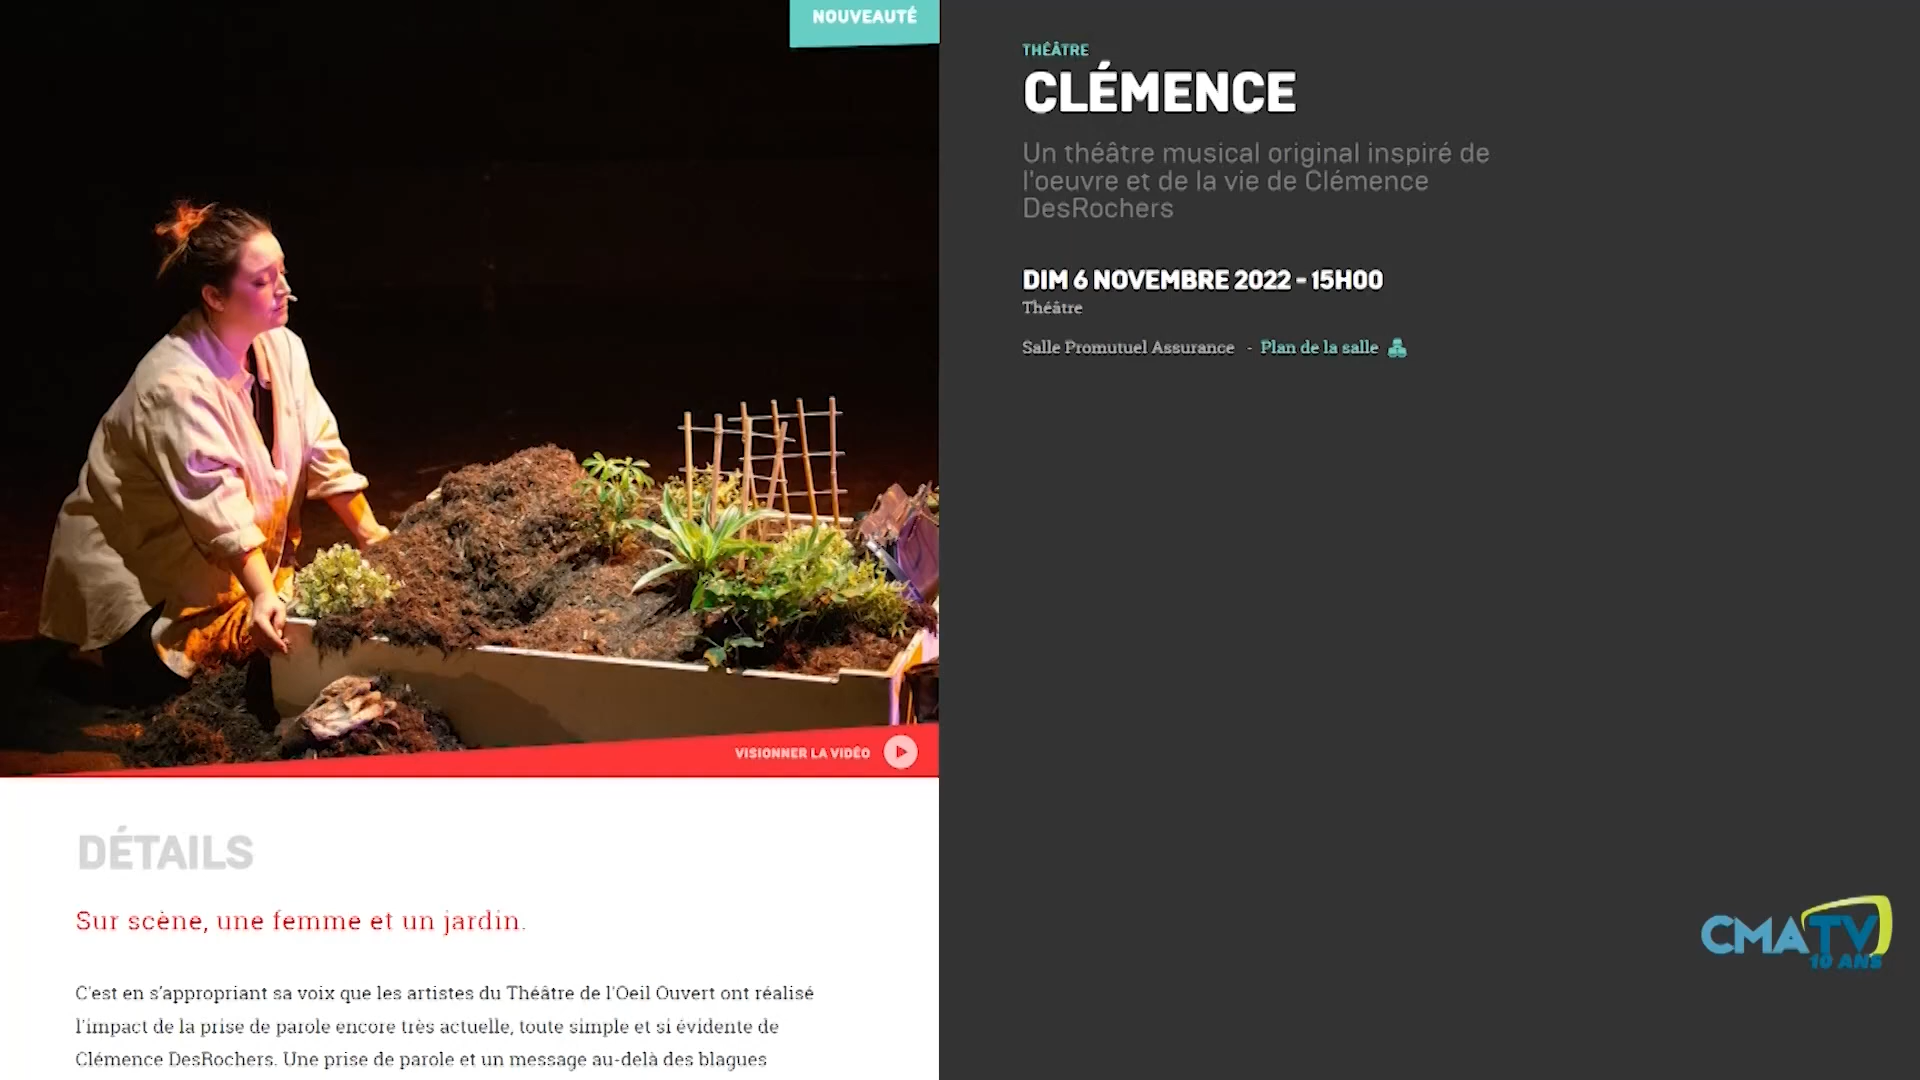 NOUVEAUTÉ
THÉÂTRE
CLÉMENCE
Un théâtre musical original inspiré de
l'oeuvre et de la vie de Clémence
DesRochers
DIM 6 NOVEMBRE 2022 - 15H00
Théâtre
Salle Promutuel Assurance - Plan de la salle
VISIONNER LA VIDÉO
DÉTAILS
Sur scène, une femme et un jardin.
C'est en s'appropriant sa voix que les artistes du Théâtre de l'Oeil Ouvert ont réalisé
l'impact de la prise de parole encore très actuelle, toute simple et si évidente de
Clémence DesRochers. Une prise de parole et un message au-delà des blagues
CMATV
10 ANS